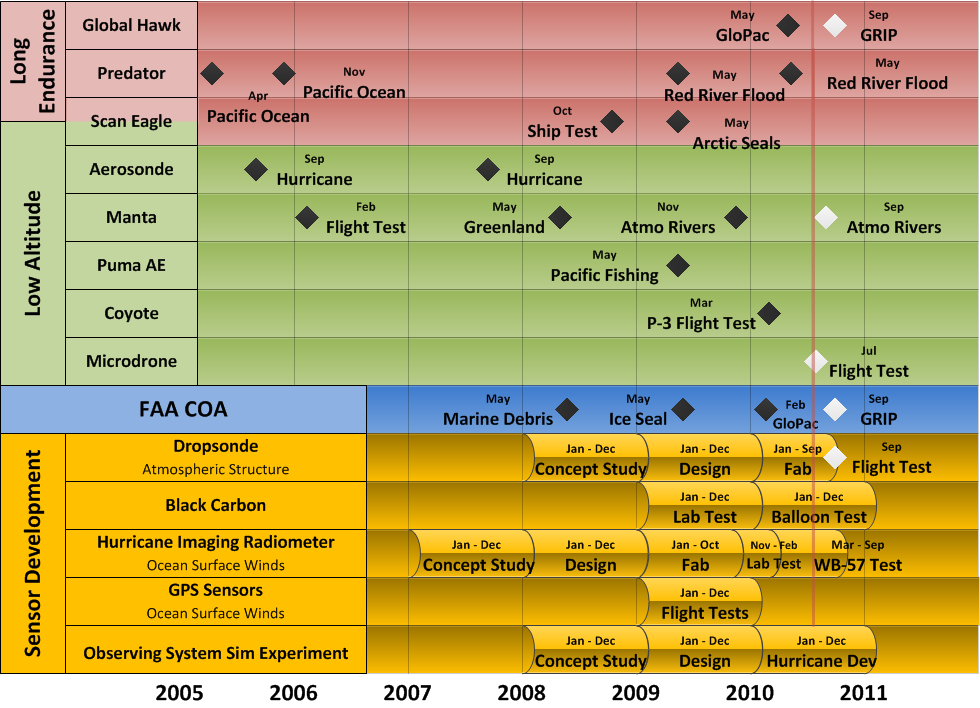 Long
Endurance
Global Hawk
May
GloPac
Sep
GRIP
Predator
Apr
Pacific Ocean
Nov
Pacific Ocean
May
Red River Flood
May
Red River Flood
Scan Eagle
Oct
Ship Test
May
Arctic Seals
Low Altitude
Aerosonde
Sep
Hurricane
Sep
Hurricane
Manta
Feb
Flight Test
May
Greenland
Nov
Atmo Rivers
Sep
Atmo Rivers
Puma AE
May
Pacific Fishing
Coyote
Mar
P-3 Flight Test
Microdrone
Jul
Flight Test
FAA COA
May
Marine Debris
May
Ice Seal
Feb
GloPac
Sep
GRIP
Sensor Development
Dropsonde
Atmospheric Structure
Jan - Dec
Concept Study
Jan - Dec
Design
Jan - Sep
Fab
Sep
Flight Test
Black Carbon
Jan - Dec
Lab Test
Jan - Dec
Balloon Test
Hurricane Imaging Radiometer
Ocean Surface Winds
Jan - Dec
Concept Study
Jan - Dec
Design
Jan - Oct
Fab
Nov - Feb
Lab Test
Mar - Sep
WB-57 Test
GPS Sensors
Ocean Surface Winds
Jan - Dec
Flight Tests
Observing System Sim Experiment
Jan - Dec
Concept Study
Jan - Dec
Design
Jan - Dec
Hurricane Dev
2005 2006 2007 2008 2009 2010 2011